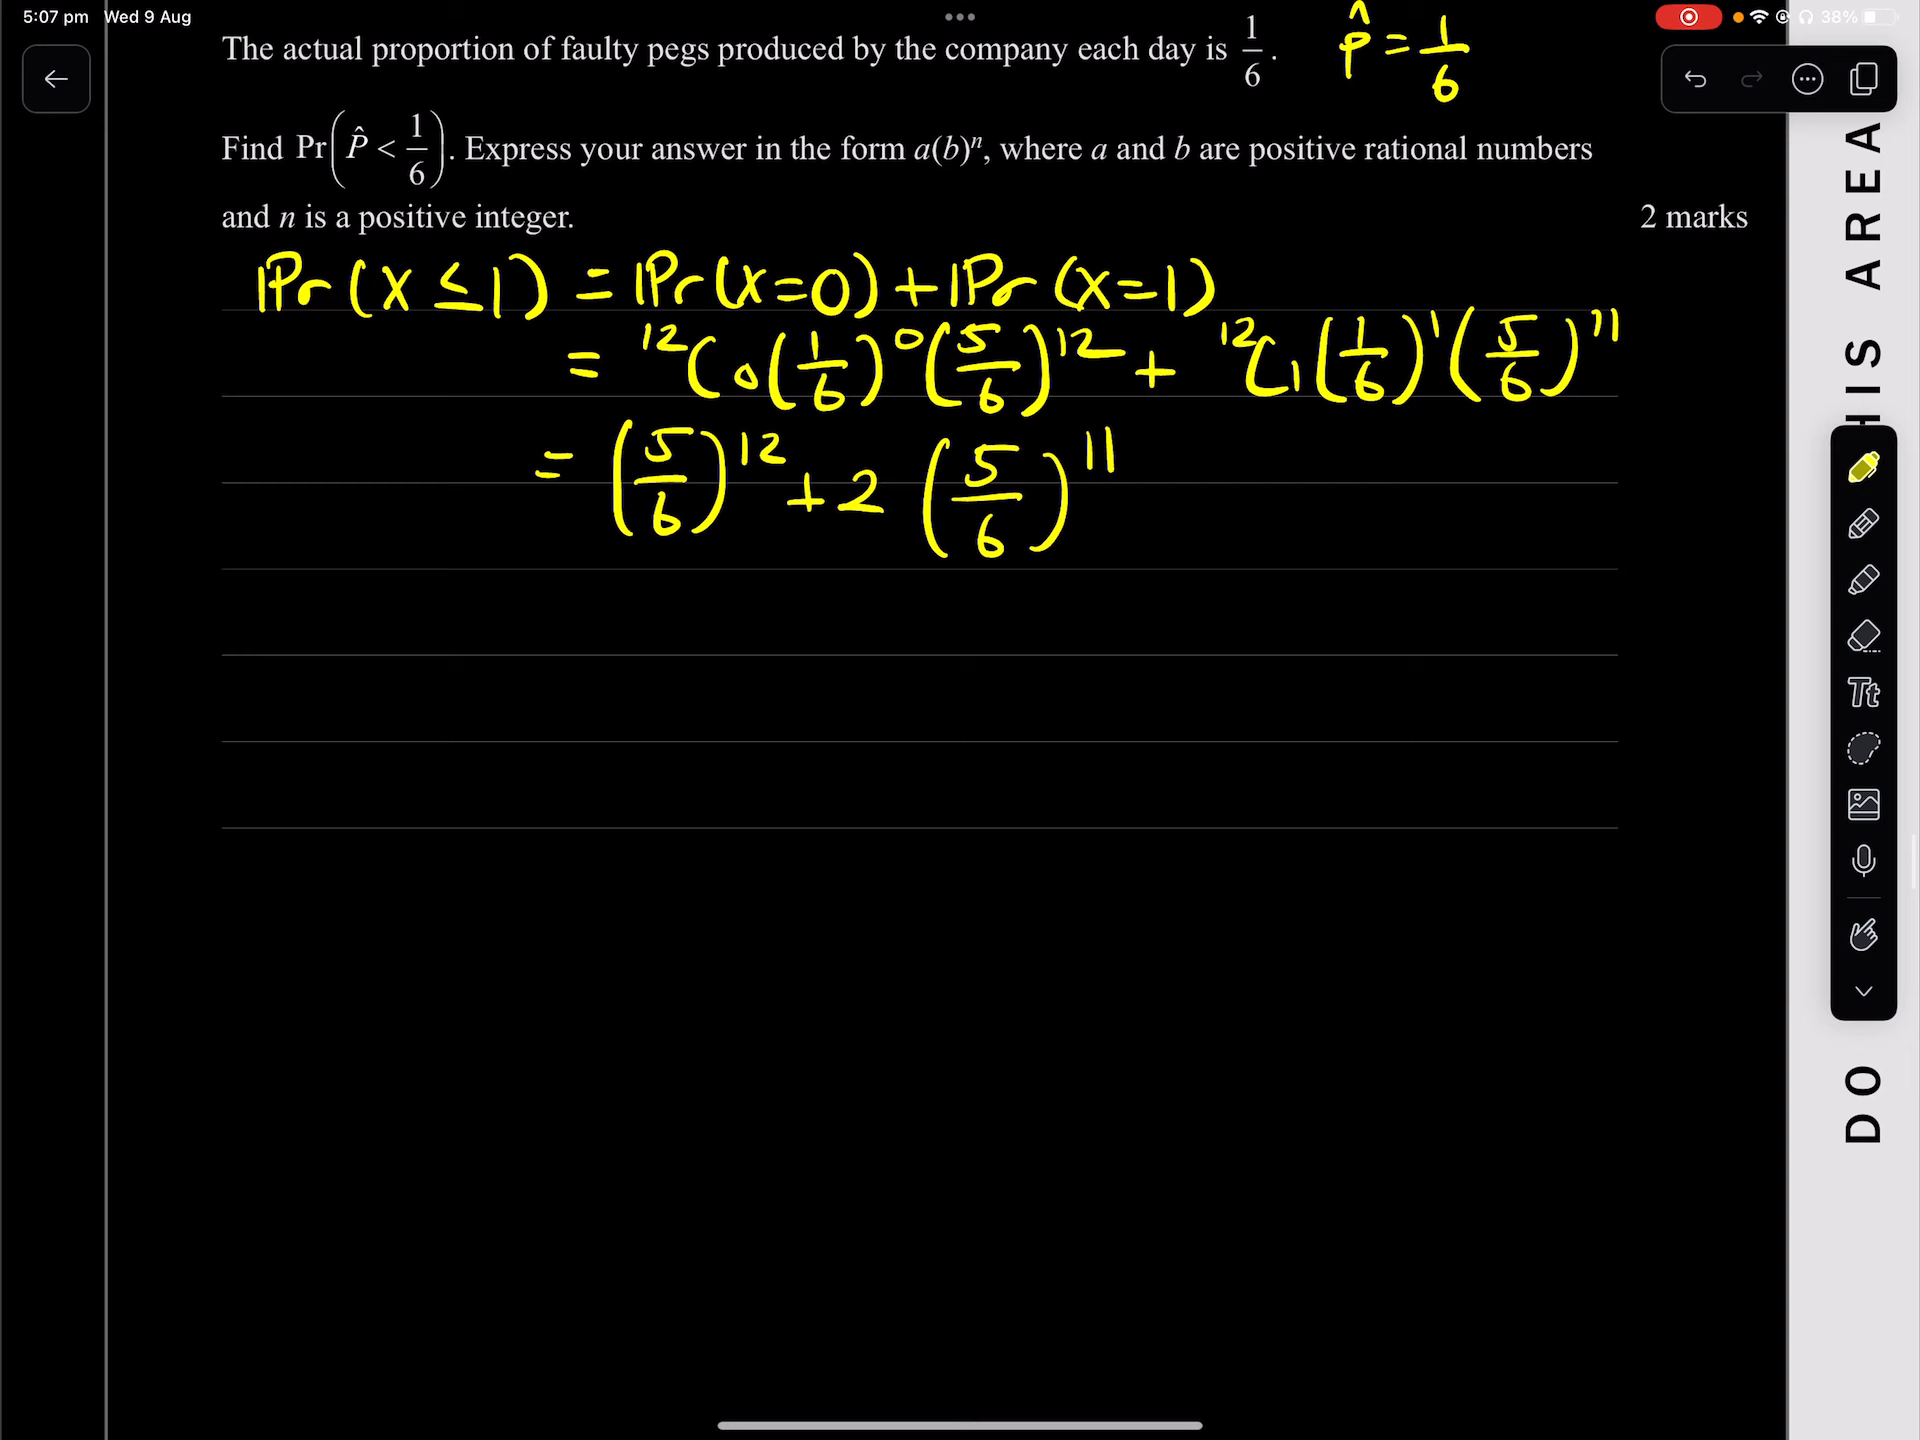 5:07 pm Wed 9 Aug
38%
The actual proportion of faulty pegs produced by the company each day is 1/6. p̂ = 1/6
Find Pr(P̂ < 1/6). Express your answer in the form a(b)ⁿ, where a and b are positive rational numbers
and n is a positive integer. 2 marks
Pr(X ≤ 1) = Pr(X=0) + Pr(X=1)
= ¹²C₀(1/6)⁰(5/6)¹² + ¹²C₁(1/6)¹(5/6)¹¹
= (5/6)¹² + 2(5/6)¹¹
DO
HIS AREA
Tt